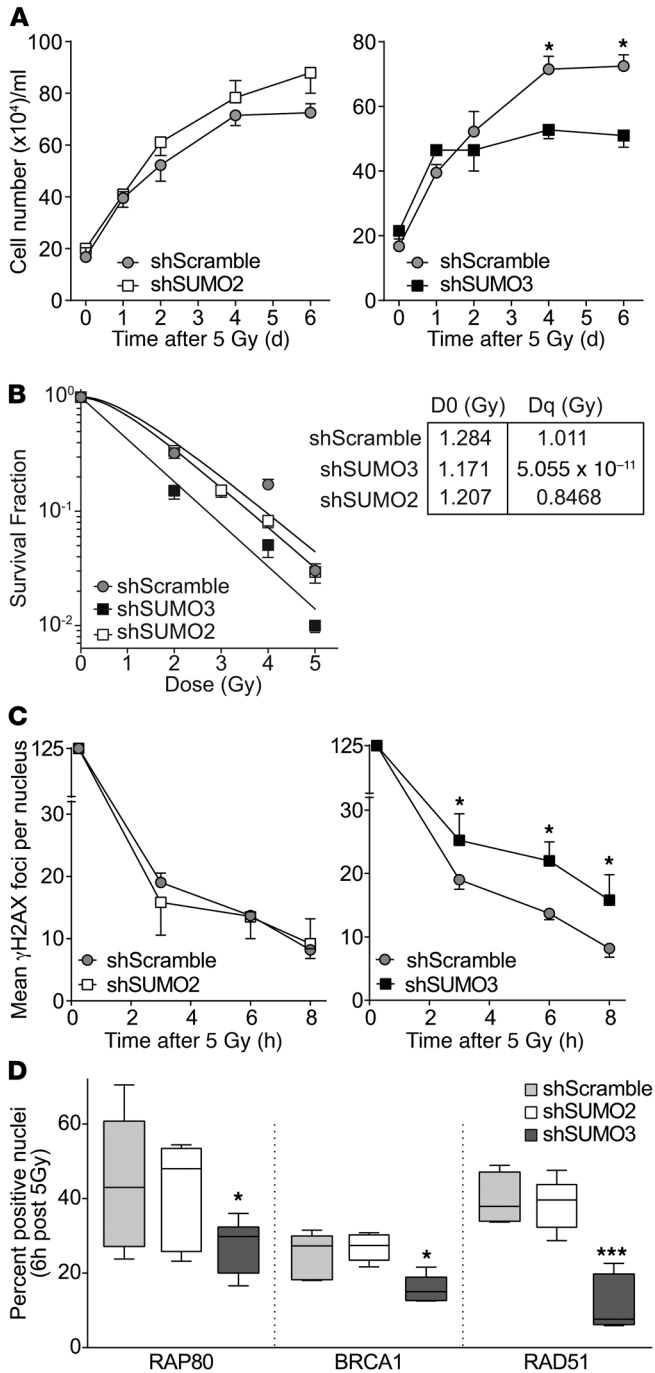 A
Cell number (x10⁴)/ml
100
80
60
40
20
0
shScramble
shSUMO2
0 1 2 3 4 5 6
Time after 5 Gy (d)
80
60
40
20
0
* *
shScramble
shSUMO3
0 1 2 3 4 5 6
Time after 5 Gy (d)
B
Survival Fraction
10⁰
10⁻¹
10⁻²
shScramble
shSUMO3
shSUMO2
0 1 2 3 4 5
Dose (Gy)
D0 (Gy) Dq (Gy)
shScramble 1.284 1.011
shSUMO3 1.171 5.055 x 10⁻¹¹
shSUMO2 1.207 0.8468
C
Mean γH2AX foci per nucleus
125
30
20
10
0
shScramble
shSUMO2
0 2 4 6 8
Time after 5 Gy (h)
125
30
20
10
0
* * *
shScramble
shSUMO3
0 2 4 6 8
Time after 5 Gy (h)
D
Percent positive nuclei
(6h post 5Gy)
60
40
20
0
shScramble
shSUMO2
shSUMO3
* * ***
RAP80 BRCA1 RAD51